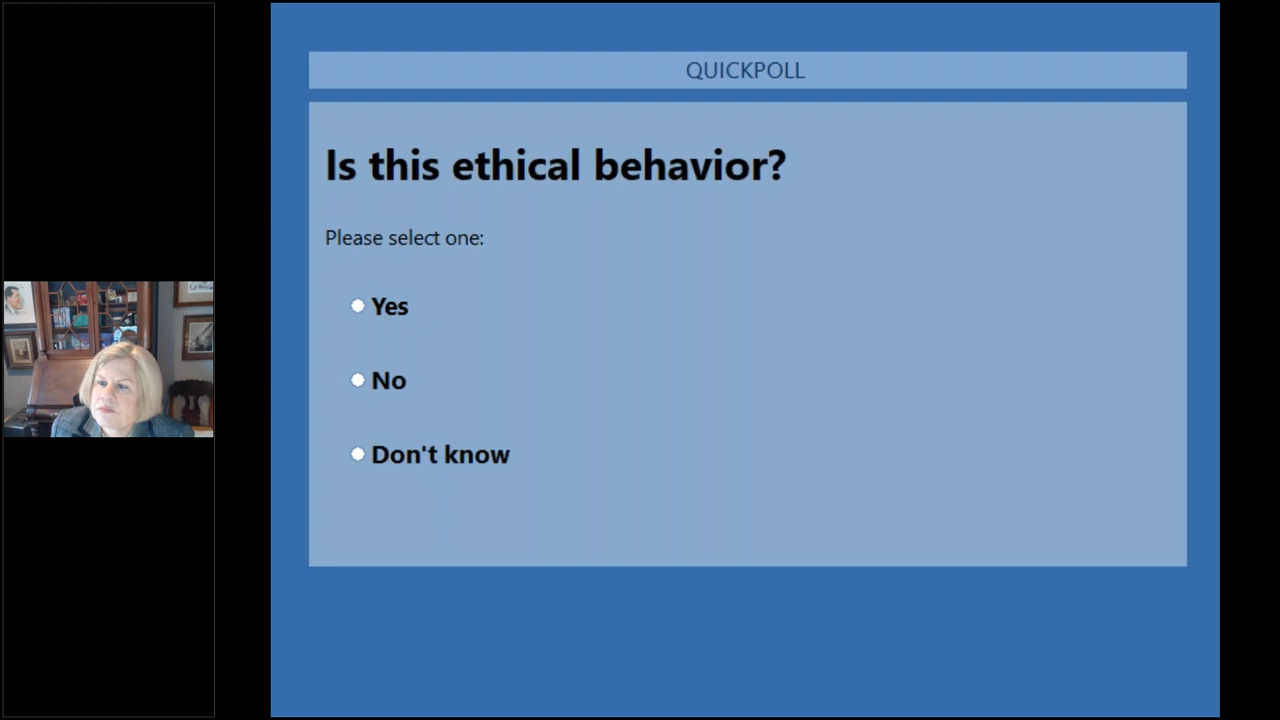 QUICKPOLL
Is this ethical behavior?
Please select one:
Yes
No
Don't know